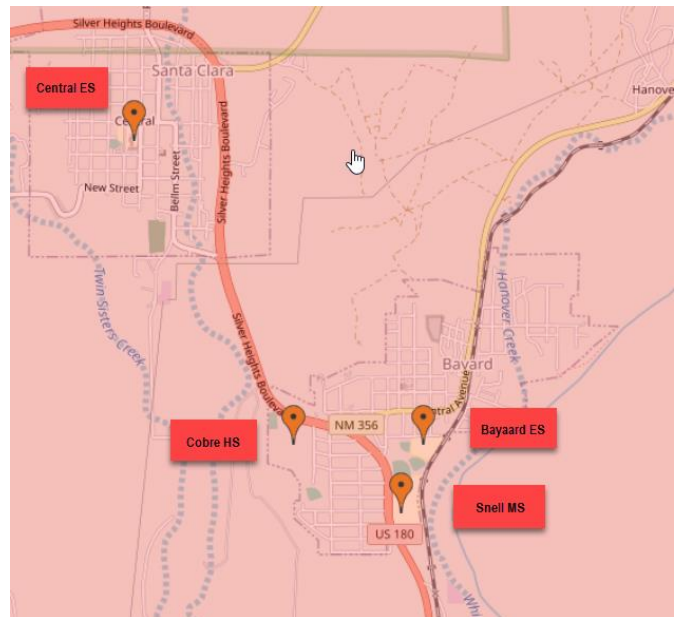 Silver Heights Boulevard
Santa Clara
Central ES
Central
Hanover
New Street
Bellm Street
Silver Heights Boulevard
Twin Sisters Creek
Hanover Creek
Silver Heights Boulevard
Bayard
Central Avenue
NM 356
Cobre HS
Bayaard ES
Snell MS
US 180
Whi